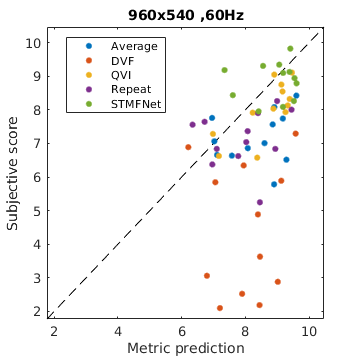 960x540 ,60Hz
Average
DVF
QVI
Repeat
STMFNet
Subjective score
10
9
8
7
6
5
4
3
2
2 4 6 8 10
Metric prediction